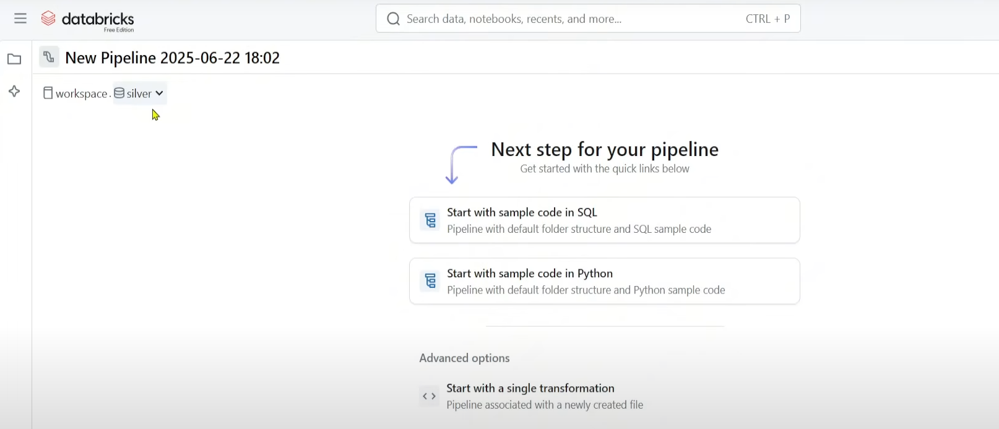 databricks
Free Edition
Search data, notebooks, recents, and more... CTRL + P
New Pipeline 2025-06-22 18:02
workspace . silver
Next step for your pipeline
Get started with the quick links below
Start with sample code in SQL
Pipeline with default folder structure and SQL sample code
Start with sample code in Python
Pipeline with default folder structure and Python sample code
Advanced options
Start with a single transformation
Pipeline associated with a newly created file